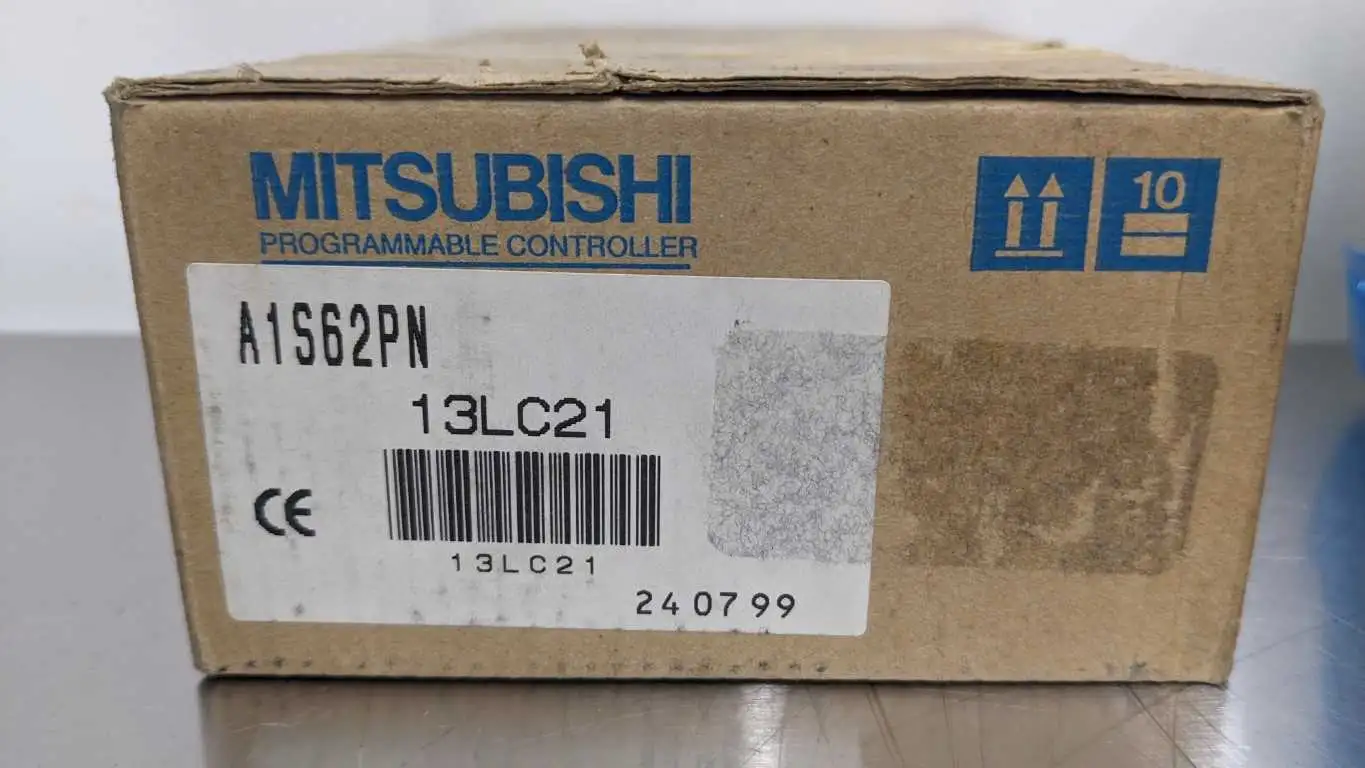 MITSUBISHI
PROGRAMMABLE CONTROLLER
10
A1S62PN
13LC21
CE
13LC21
240799